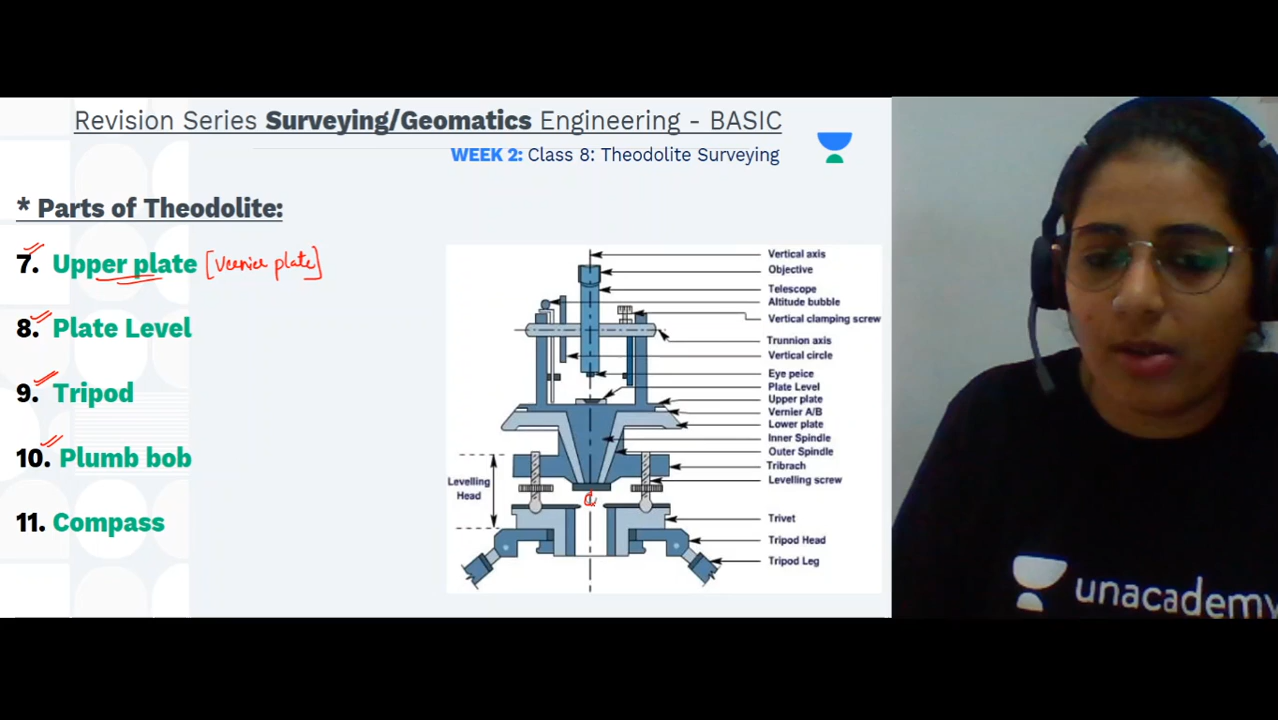 Revision Series Surveying/Geomatics Engineering - BASIC
WEEK 2: Class 8: Theodolite Surveying
* Parts of Theodolite:
7. Upper plate [Vernier plate]
8. Plate Level
9. Tripod
10. Plumb bob
11. Compass
Vertical axis
Objective
Telescope
Altitude bubble
Vertical clamping screw
Trunnion axis
Vertical circle
Eye peice
Plate Level
Upper plate
Vernier A/B
Lower plate
Inner Spindle
Outer Spindle
Tribrach
Levelling screw
Levelling
Head
Trivet
Tripod Head
Tripod Leg
unacademy